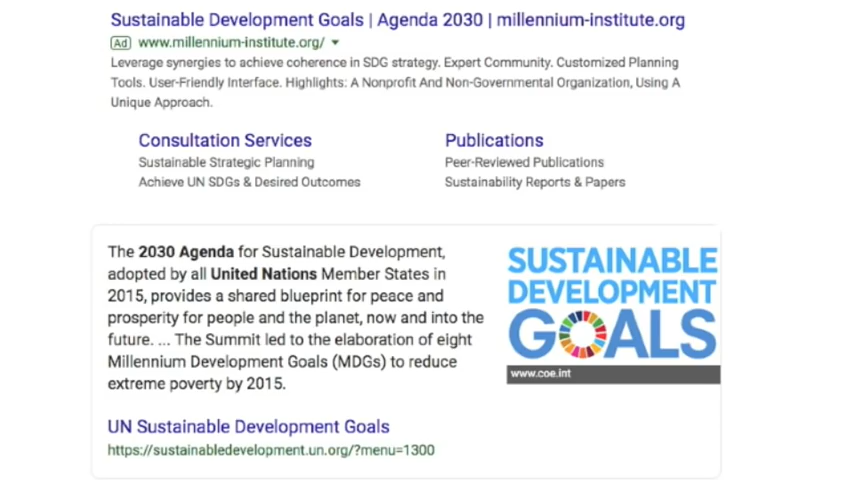 Sustainable Development Goals | Agenda 2030 | millennium-institute.org
Ad www.millennium-institute.org/
Leverage synergies to achieve coherence in SDG strategy. Expert Community. Customized Planning
Tools. User-Friendly Interface. Highlights: A Nonprofit And Non-Governmental Organization, Using A
Unique Approach.
Consultation Services
Sustainable Strategic Planning
Achieve UN SDGs & Desired Outcomes
Publications
Peer-Reviewed Publications
Sustainability Reports & Papers
The 2030 Agenda for Sustainable Development,
adopted by all United Nations Member States in
2015, provides a shared blueprint for peace and
prosperity for people and the planet, now and into the
future. ... The Summit led to the elaboration of eight
Millennium Development Goals (MDGs) to reduce
extreme poverty by 2015.
SUSTAINABLE
DEVELOPMENT
GOALS
www.coe.int
UN Sustainable Development Goals
https://sustainabledevelopment.un.org/?menu=1300